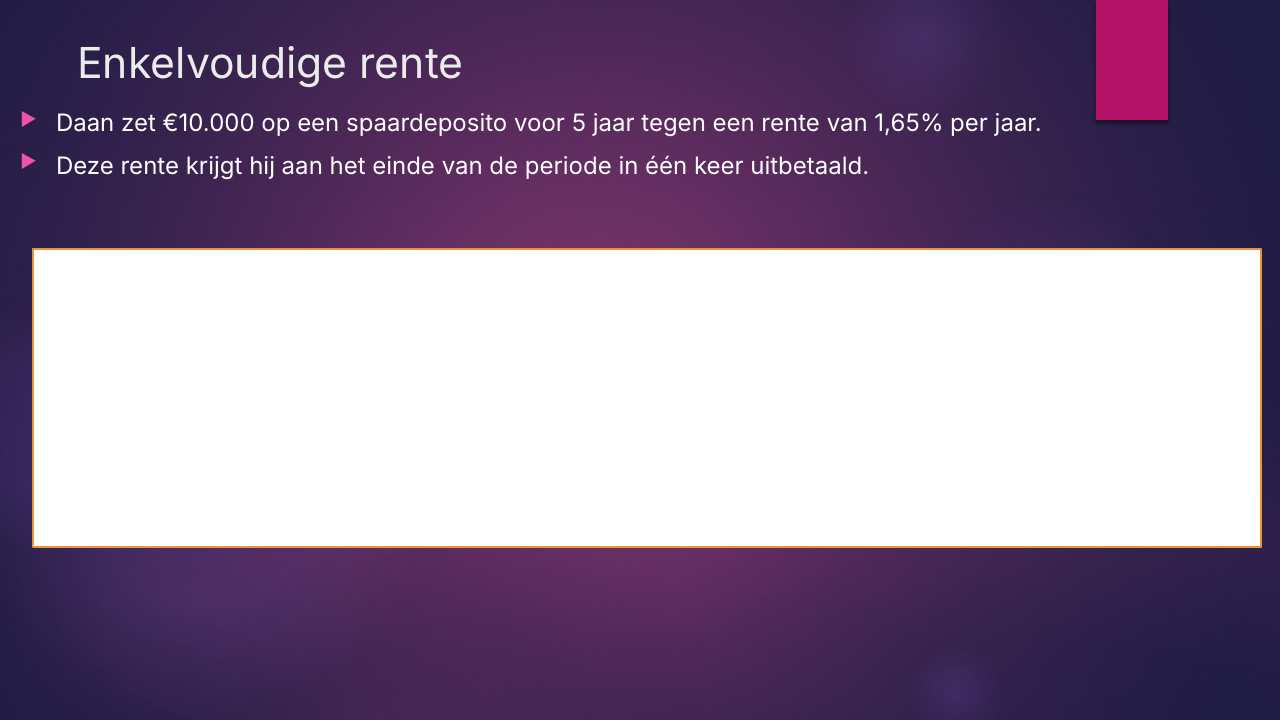 Enkelvoudige rente
Daan zet €10.000 op een spaardeposito voor 5 jaar tegen een rente van 1,65% per jaar.
Deze rente krijgt hij aan het einde van de periode in één keer uitbetaald.